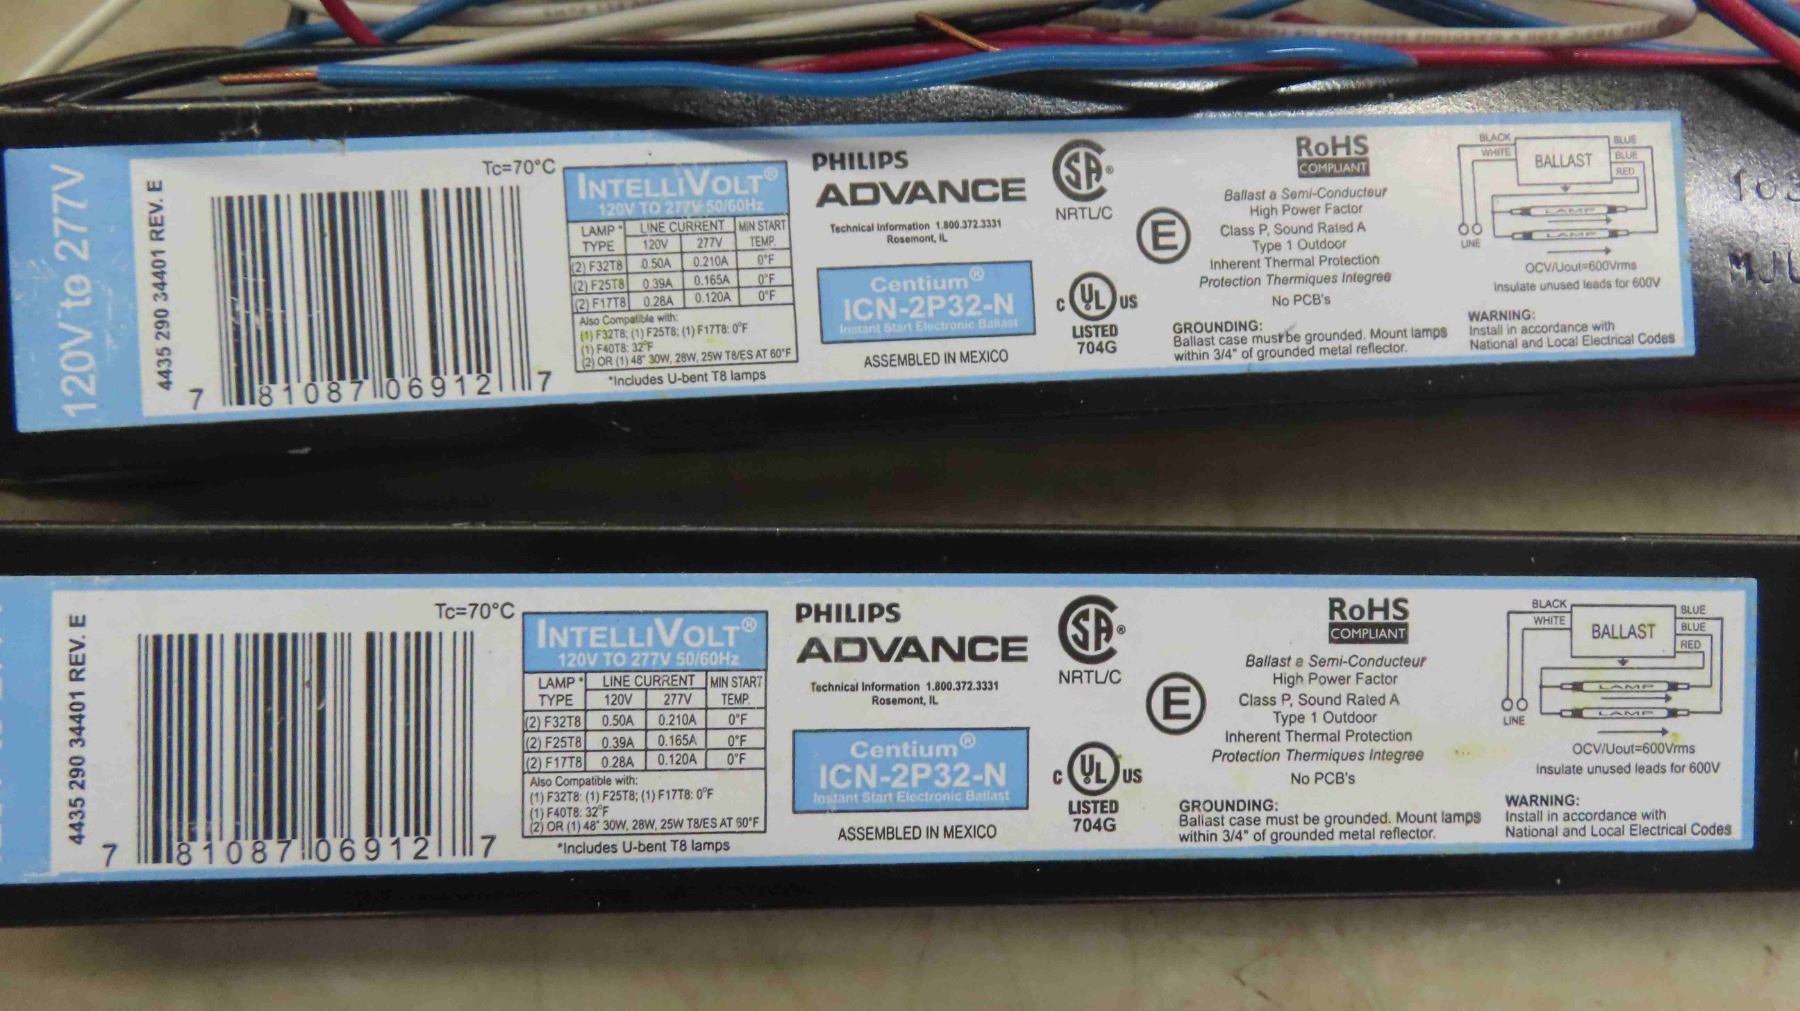 120V to 277V
4435 290 34401 REV. E
7 81087 06912 7
Tc=70°C
INTELLIVOLT®
120V TO 277V 50/60Hz
LAMP* TYPE LINE CURRENT MIN START TEMP.
120V 277V
(2) F32T8 0.50A 0.210A 0°F
(2) F25T8 0.39A 0.165A 0°F
(2) F17T8 0.28A 0.120A 0°F
Also Compatible with:
(1) F32T8; (1) F25T8; (1) F17T8: 0°F
(1) F40T8: 32°F
(2) OR (1) 48" 30W, 28W, 25W T8/ES AT 60°F
*Includes U-bent T8 lamps
PHILIPS
ADVANCE
Technical Information 1.800.372.3331
Rosemont, IL
Centium®
ICN-2P32-N
Instant Start Electronic Ballast
ASSEMBLED IN MEXICO
SA®
NRTL/C
C UL US
LISTED
704G
E
RoHS
COMPLIANT
Ballast a Semi-Conducteur
High Power Factor
Class P, Sound Rated A
Type 1 Outdoor
Inherent Thermal Protection
Protection Thermiques Integree
No PCB's
GROUNDING:
Ballast case must be grounded. Mount lamps
within 3/4" of grounded metal reflector.
BLACK
WHITE
BALLAST
BLUE
BLUE
RED
LAMP
LAMP
LINE
OCV/Uout=600Vrms
Insulate unused leads for 600V
WARNING:
Install in accordance with
National and Local Electrical Codes
4435 290 34401 REV. E
7 81087 06912 7
Tc=70°C
INTELLIVOLT®
120V TO 277V 50/60Hz
LAMP* TYPE LINE CURRENT MIN START TEMP.
120V 277V
(2) F32T8 0.50A 0.210A 0°F
(2) F25T8 0.39A 0.165A 0°F
(2) F17T8 0.28A 0.120A 0°F
Also Compatible with:
(1) F32T8: (1) F25T8; (1) F17T8: 0°F
(1) F40T8: 32°F
(2) OR (1) 48" 30W, 28W, 25W T8/ES AT 60°F
*Includes U-bent T8 lamps
PHILIPS
ADVANCE
Technical Information 1.800.372.3331
Rosemont, IL
Centium®
ICN-2P32-N
Instant Start Electronic Ballast
ASSEMBLED IN MEXICO
SA®
NRTL/C
C UL US
LISTED
704G
E
RoHS
COMPLIANT
Ballast a Semi-Conducteur
High Power Factor
Class P, Sound Rated A
Type 1 Outdoor
Inherent Thermal Protection
Protection Thermiques Integree
No PCB's
GROUNDING:
Ballast case must be grounded. Mount lamps
within 3/4" of grounded metal reflector.
BLACK
WHITE
BALLAST
BLUE
BLUE
RED
LAMP
LAMP
LINE
OCV/Uout=600Vrms
Insulate unused leads for 600V
WARNING:
Install in accordance with
National and Local Electrical Codes